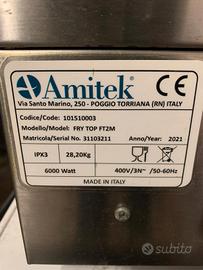 Amitek CE
Via Santo Marino, 250 - POGGIO TORRIANA (RN) ITALY
Codice/Code: 101510003
Modello/Model: FRY TOP FT2M
Matricola/Serial No. 31103211 Anno/Year: 2021
IPX3 28,20Kg
6000 Watt 400V/3N~ /50-60Hz
MADE IN ITALY
subito